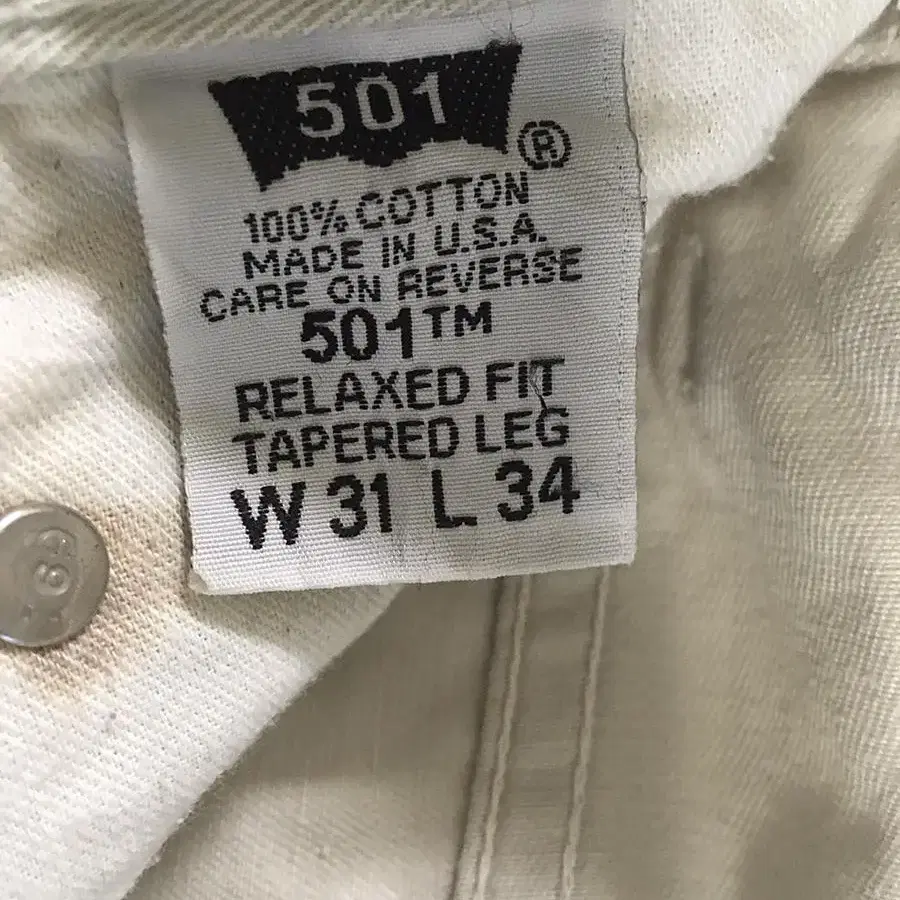 501
®
100% COTTON
MADE IN U.S.A.
CARE ON REVERSE
501™
RELAXED FIT
TAPERED LEG
W 31 L 34